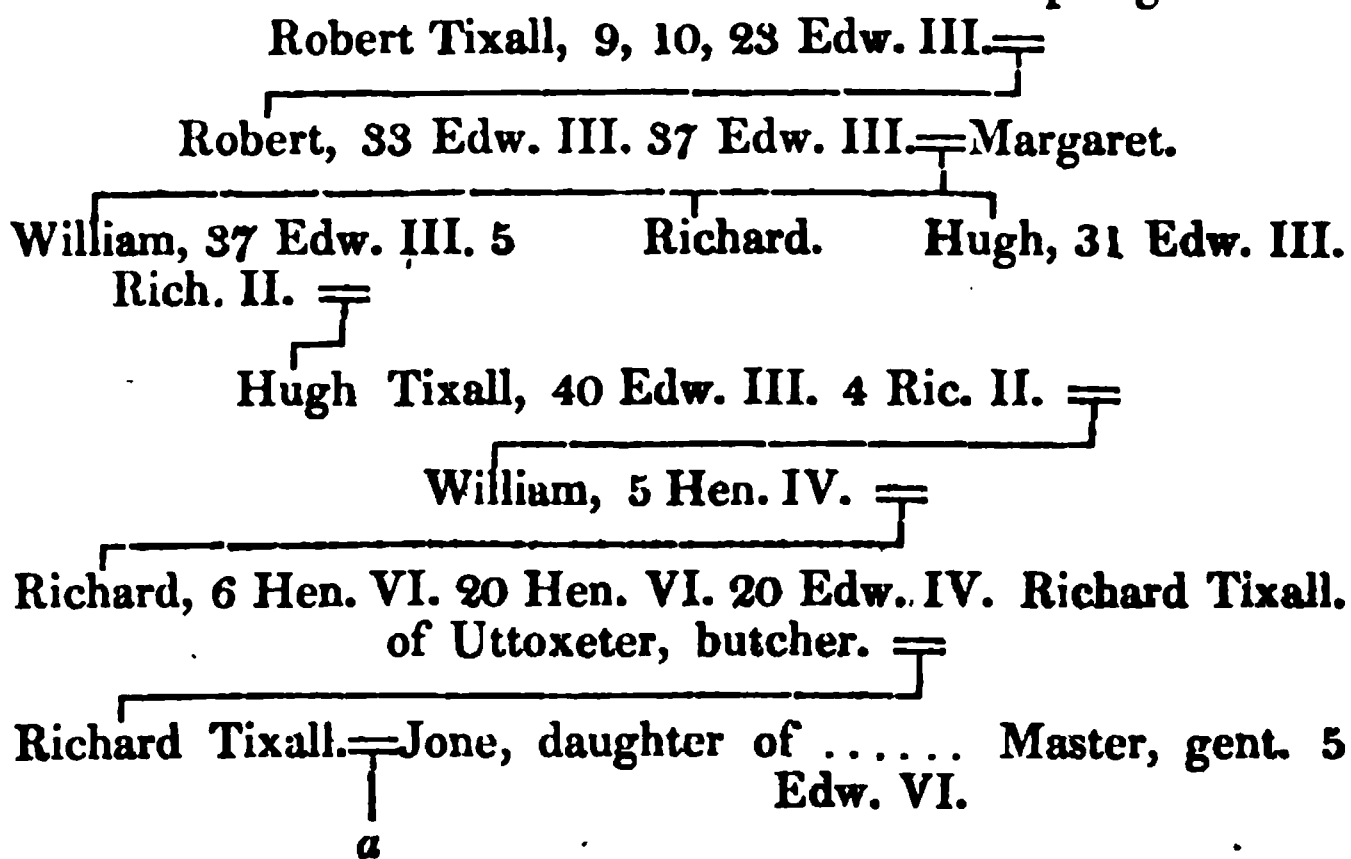 Robert Tixall, 9, 10, 23 Edw. III.
Robert, 33 Edw. III. 37 Edw. III.=Margaret.
William, 37 Edw. III. 5 Richard. Hugh, 31 Edw. III.
Rich. II.
Hugh Tixall, 40 Edw. III. 4 Ric. II.
William, 5 Hen. IV.
Richard, 6 Hen. VI. 20 Hen. VI. 20 Edw. IV. Richard Tixall.
of Uttoxeter, butcher.
Richard Tixall.=Jone, daughter of ...... Master, gent. 5
Edw. VI.
a